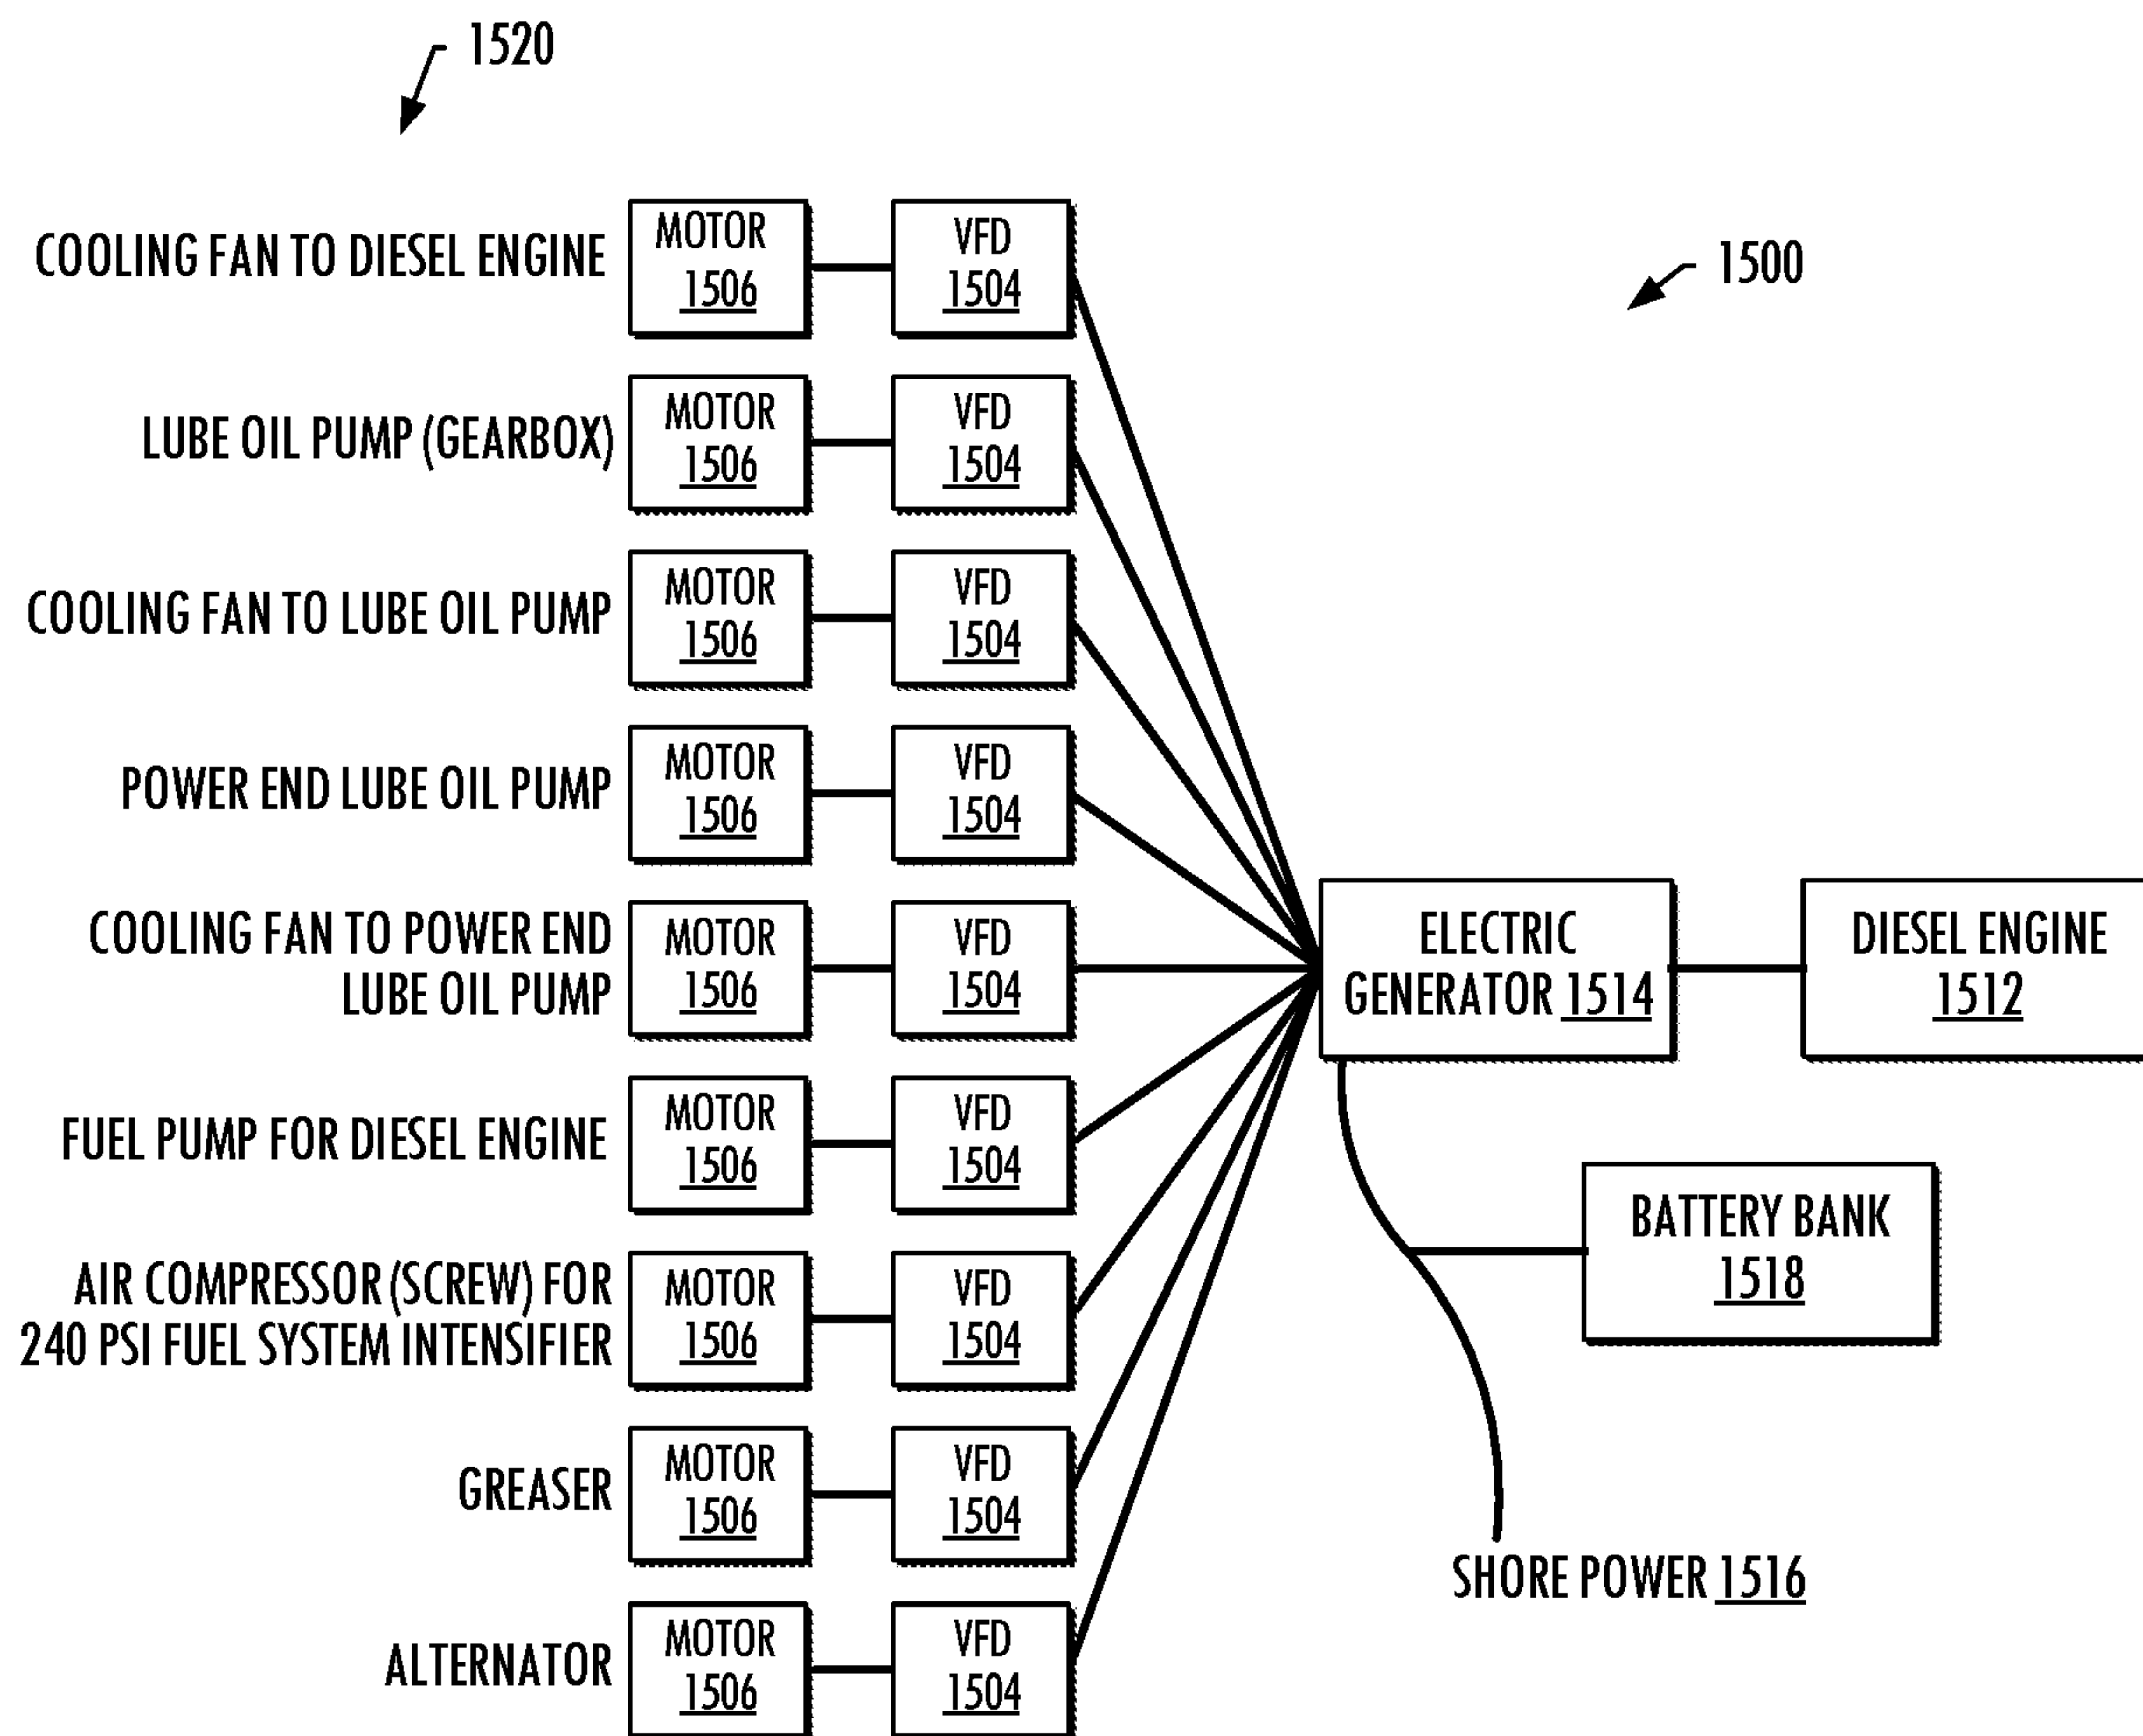 1520
1500
COOLING FAN TO DIESEL ENGINE
MOTOR
1506
VFD
1504
LUBE OIL PUMP (GEARBOX)
MOTOR
1506
VFD
1504
COOLING FAN TO LUBE OIL PUMP
MOTOR
1506
VFD
1504
POWER END LUBE OIL PUMP
MOTOR
1506
VFD
1504
COOLING FAN TO POWER END
LUBE OIL PUMP
MOTOR
1506
VFD
1504
ELECTRIC
GENERATOR 1514
DIESEL ENGINE
1512
FUEL PUMP FOR DIESEL ENGINE
MOTOR
1506
VFD
1504
BATTERY BANK
1518
AIR COMPRESSOR (SCREW) FOR
240 PSI FUEL SYSTEM INTENSIFIER
MOTOR
1506
VFD
1504
GREASER
MOTOR
1506
VFD
1504
SHORE POWER 1516
ALTERNATOR
MOTOR
1506
VFD
1504